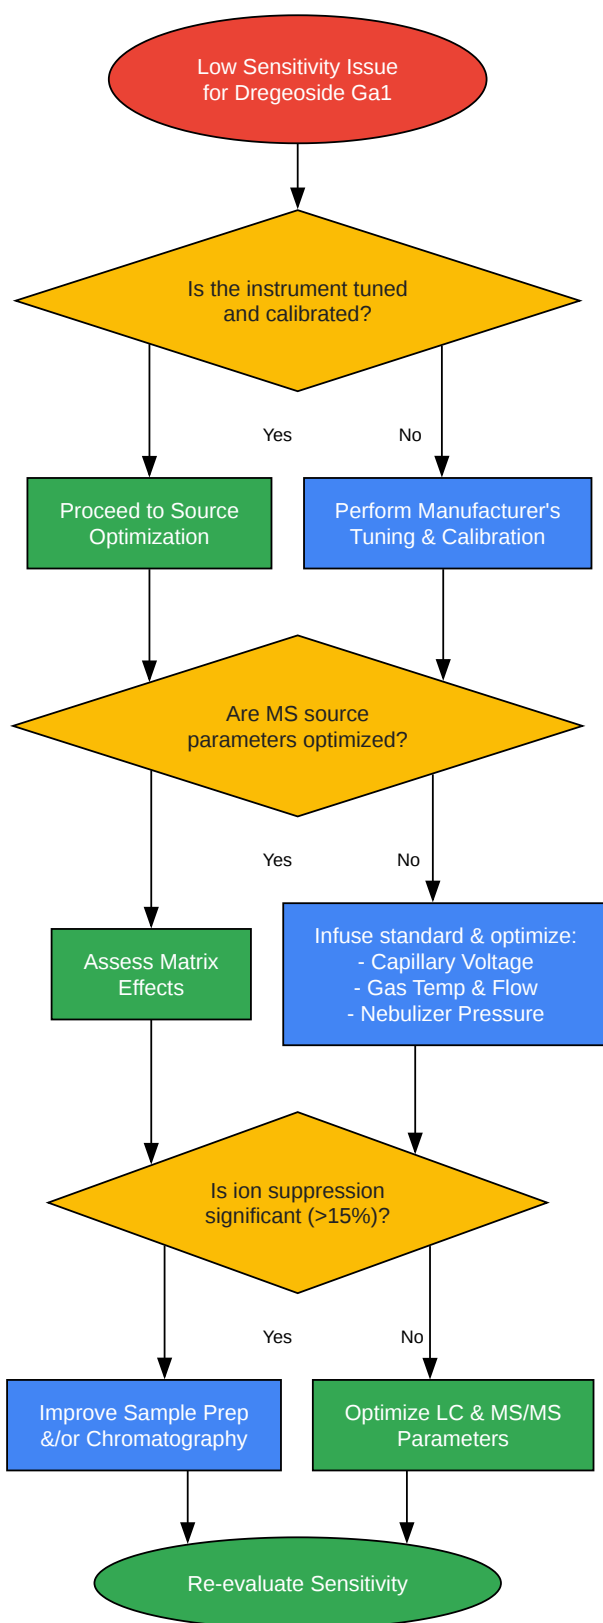 Low Sensitivity Issue
for Dregeoside Ga1
Is the instrument tuned
and calibrated?
Yes
No
Proceed to Source
Optimization
Perform Manufacturer's
Tuning & Calibration
Are MS source
parameters optimized?
Yes
No
Assess Matrix
Effects
Infuse standard & optimize:
- Capillary Voltage
- Gas Temp & Flow
- Nebulizer Pressure
Is ion suppression
significant (>15%)?
Yes
No
Improve Sample Prep
&/or Chromatography
Optimize LC & MS/MS
Parameters
Re-evaluate Sensitivity